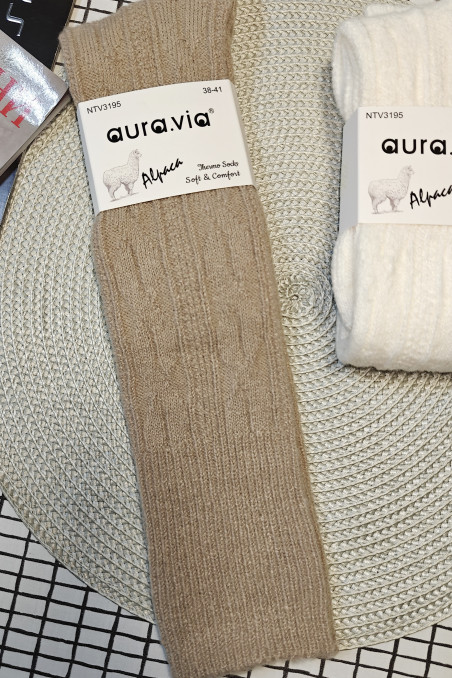 NTV3195 38-41
aura.via®
Alpaca
Thermo Socks
Soft & Comfort
NTV3195
aura.
Alpaca